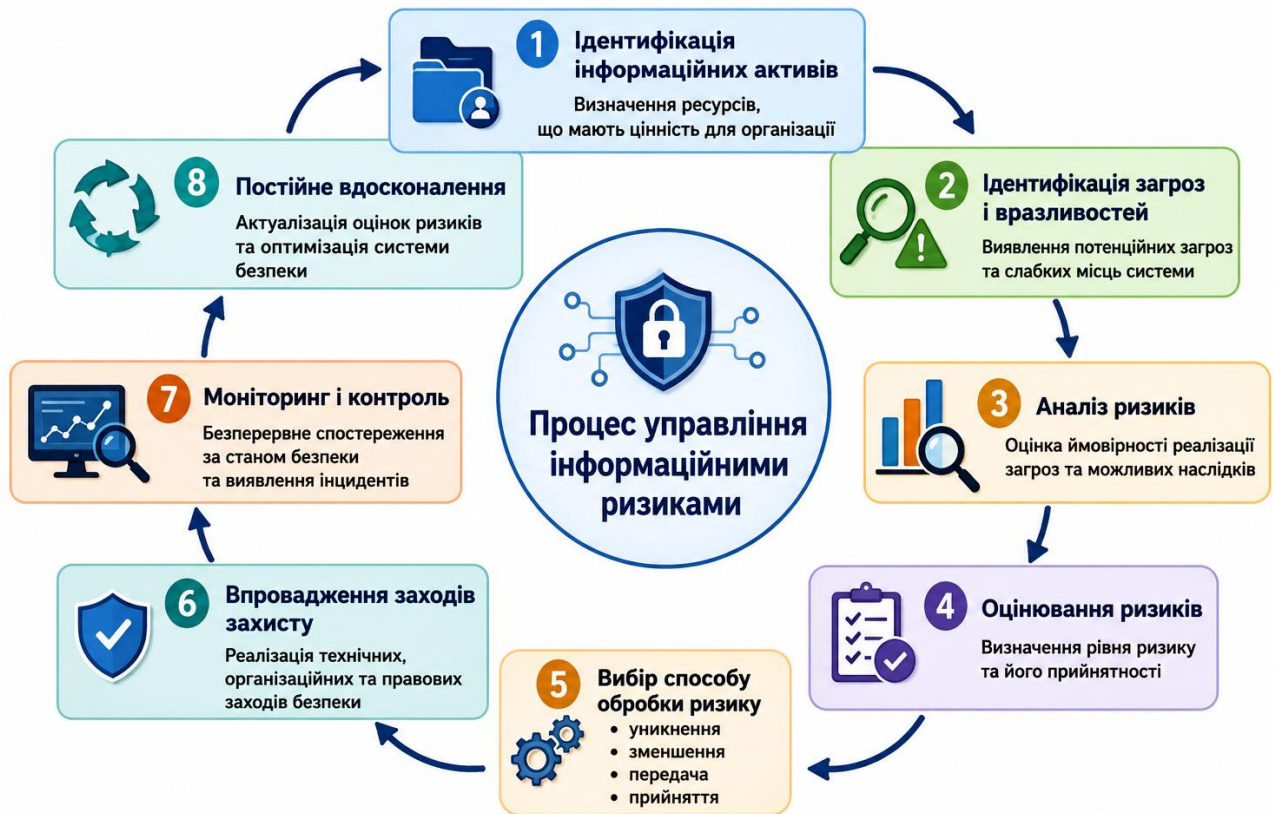 1
Ідентифікація
інформаційних активів
Визначення ресурсів,
що мають цінність для організації
2
Ідентифікація загроз
і вразливостей
Виявлення потенційних загроз
та слабких місць системи
3
Аналіз ризиків
Оцінка ймовірності реалізації
загроз та можливих наслідків
4
Оцінювання ризиків
Визначення рівня ризику
та його прийнятності
5
Вибір способу
обробки ризику
• уникнення
• зменшення
• передача
• прийняття
6
Впровадження заходів
захисту
Реалізація технічних,
організаційних та правових
заходів безпеки
7
Моніторинг і контроль
Безперервне спостереження
за станом безпеки
та виявлення інцидентів
8
Постійне вдосконалення
Актуалізація оцінок ризиків
та оптимізація системи
безпеки
Процес управління
інформаційними
ризиками